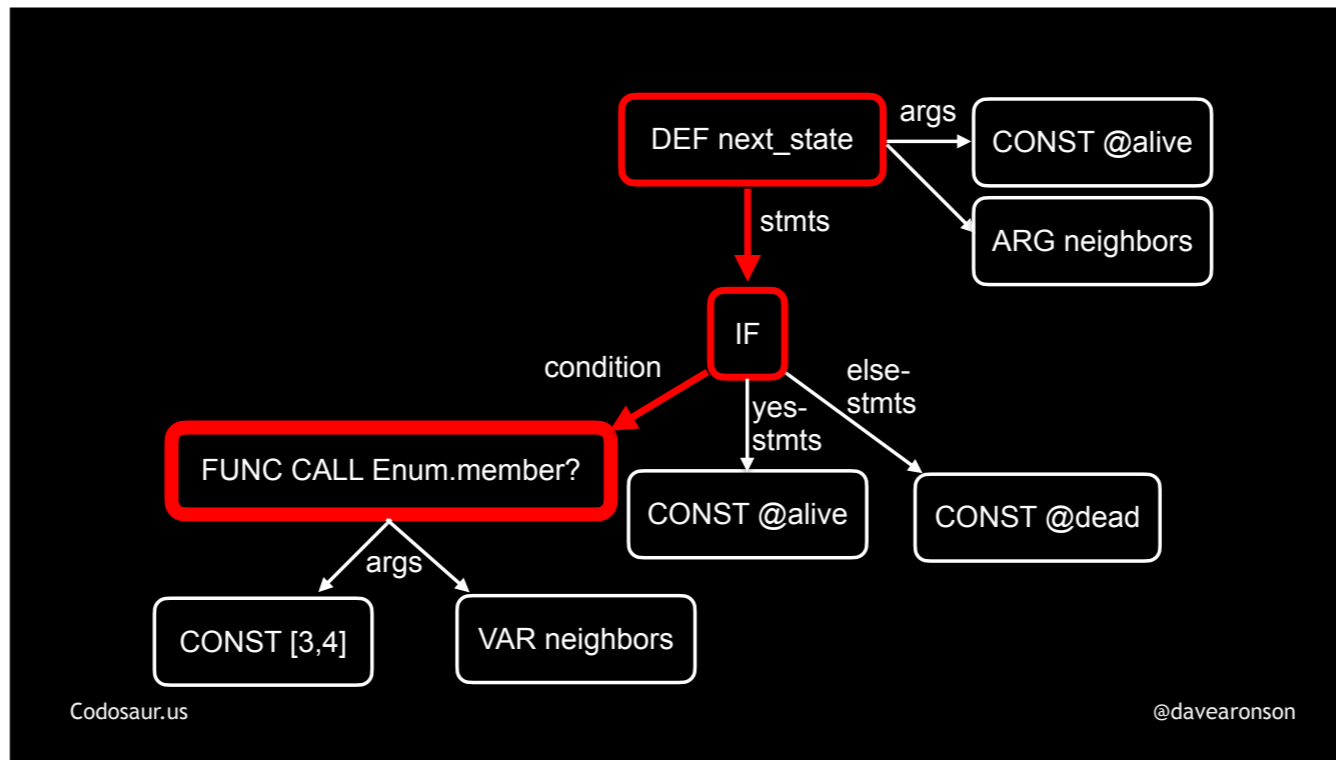 DEF next_state
args
CONST @alive
ARG neighbors
stmts
IF
condition
yes-
stmts
else-
stmts
FUNC CALL Enum.member?
CONST @alive
CONST @dead
args
CONST [3,4]
VAR neighbors
Codosaur.us
@davearonson